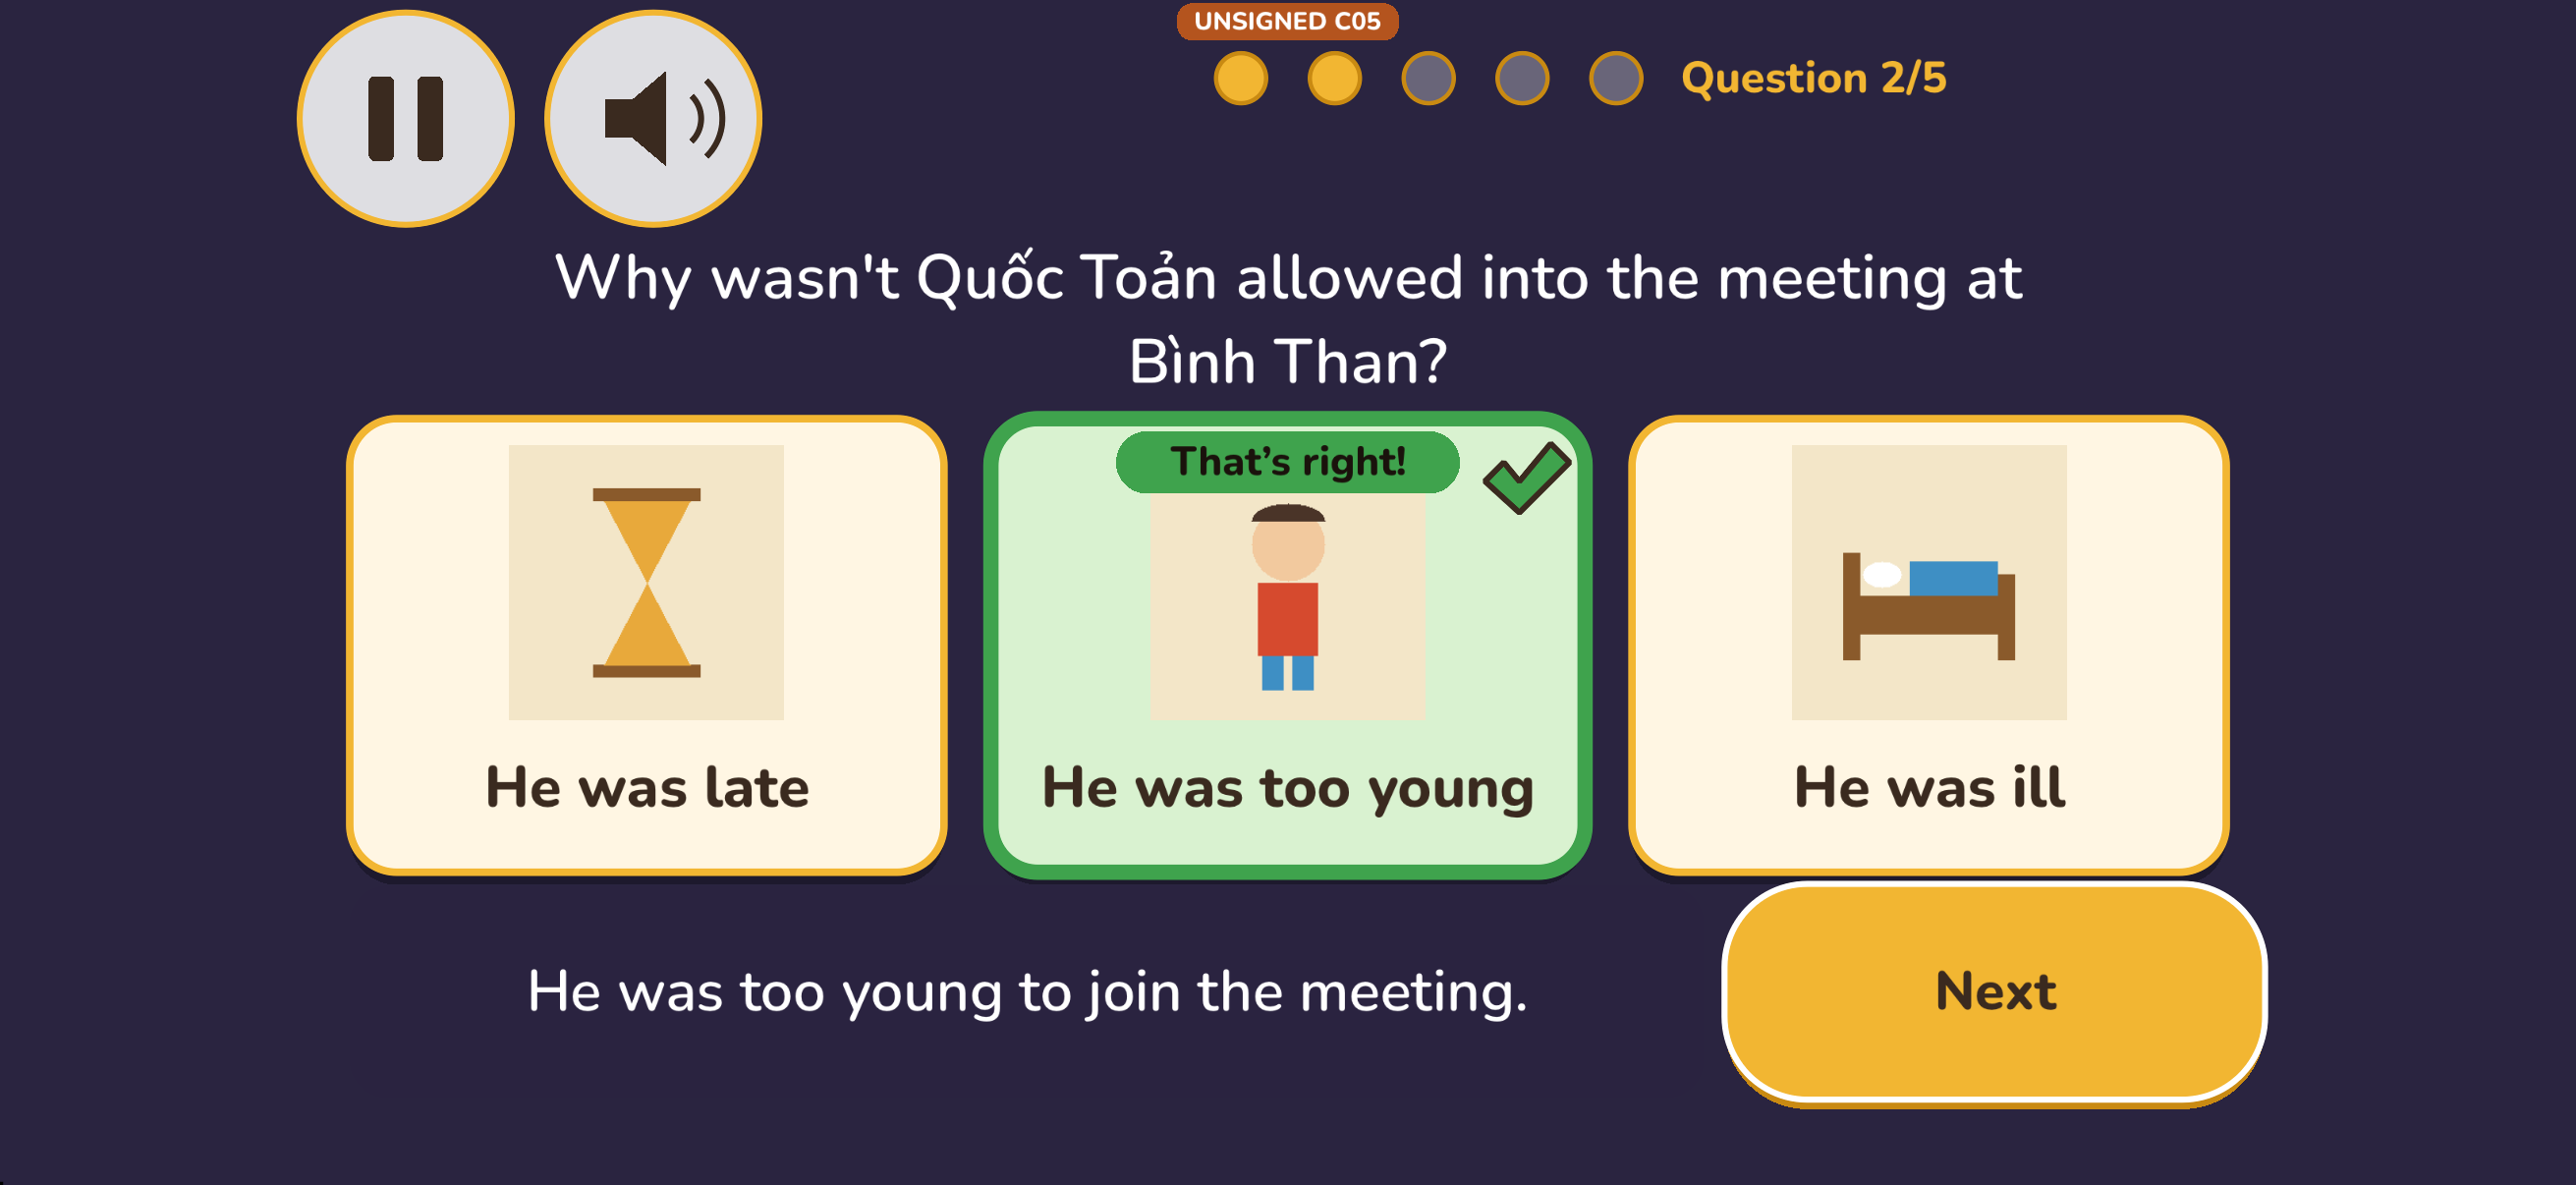 UNSIGNED C05
Question 2/5
Why wasn't Quốc Toản allowed into the meeting at
Bình Than?
That’s right!
He was late
He was too young
He was ill
He was too young to join the meeting.
Next